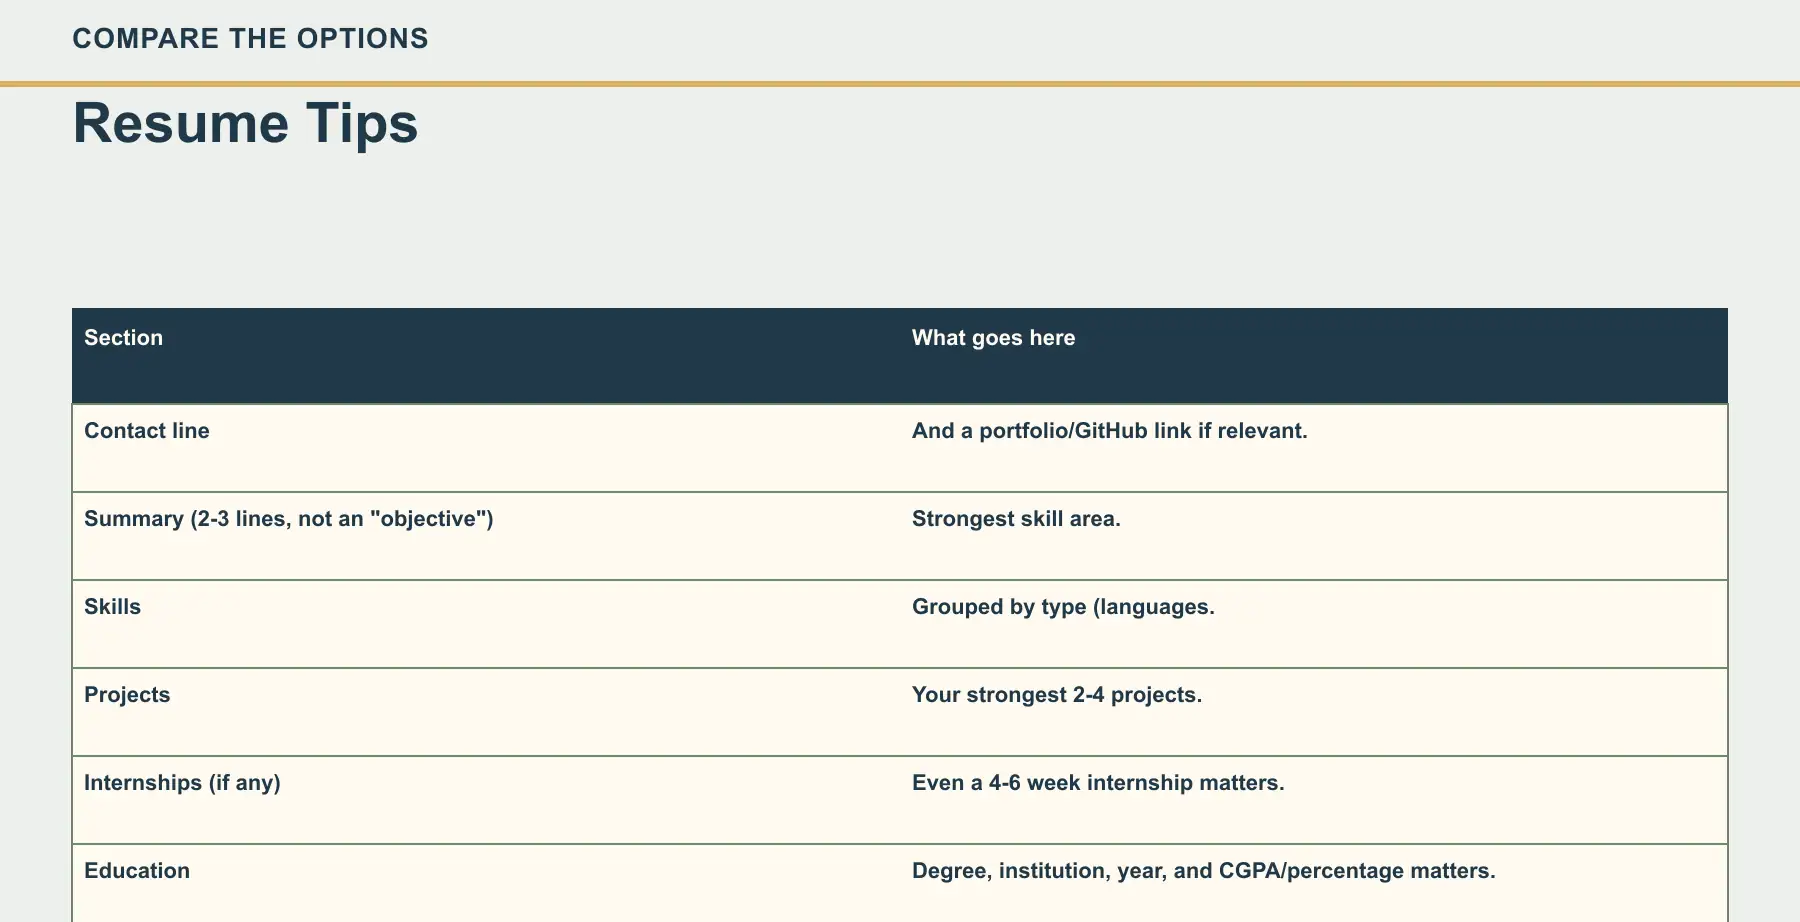 COMPARE THE OPTIONS
Resume Tips
Section What goes here
Contact line And a portfolio/GitHub link if relevant.
Summary (2-3 lines, not an "objective") Strongest skill area.
Skills Grouped by type (languages.
Projects Your strongest 2-4 projects.
Internships (if any) Even a 4-6 week internship matters.
Education Degree, institution, year, and CGPA/percentage matters.